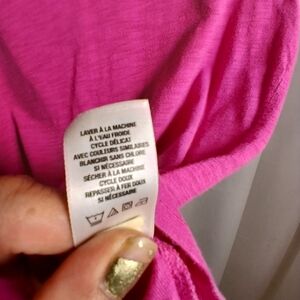 LAVER À LA MACHINE
À L'EAU FROIDE
CYCLE DÉLICAT
AVEC COULEURS SIMILAIRES
BLANCHIR SANS CHLORE
SI NÉCESSAIRE
SÉCHER À LA MACHINE
CYCLE DOUX
REPASSER À FER DOUX
SI NÉCESSAIRE